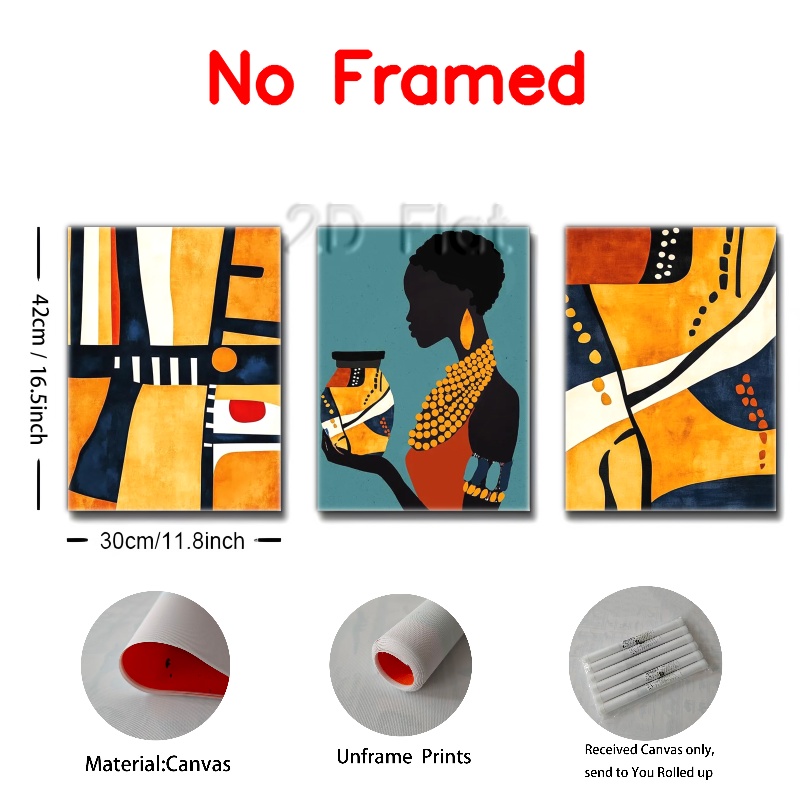 No Framed
2D Flat
42cm / 16.5inch
30cm/11.8inch
Material:Canvas
Unframe Prints
Received Canvas only,
send to You Rolled up